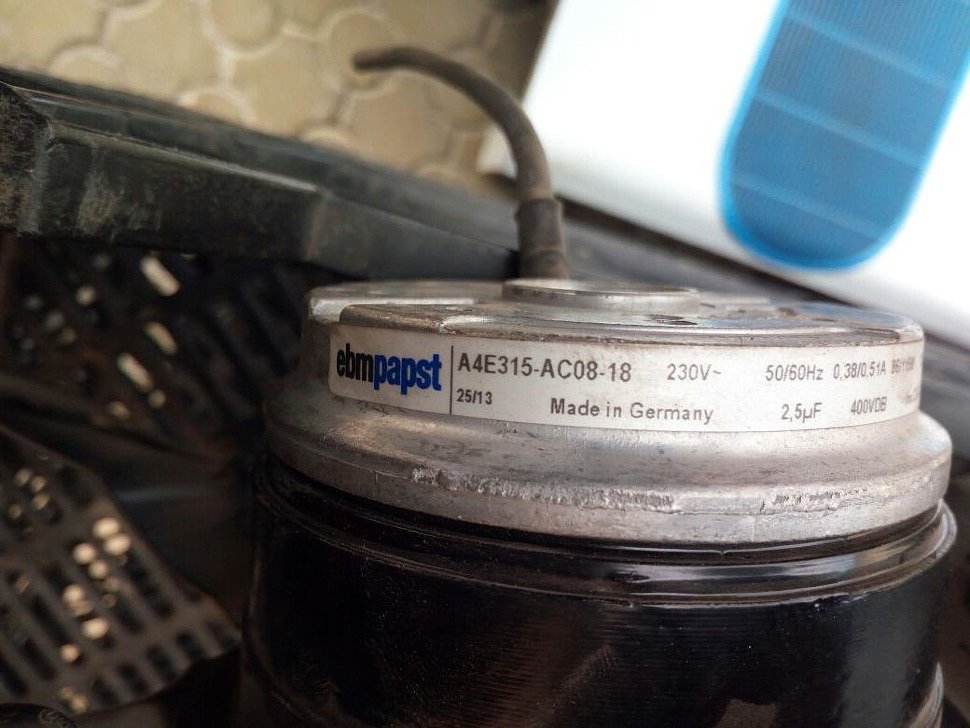 ebmpapst
A4E315-AC08-18 230V~ 50/60Hz 0,38/0,51A
25/13 Made in Germany 2,5µF 400VDB